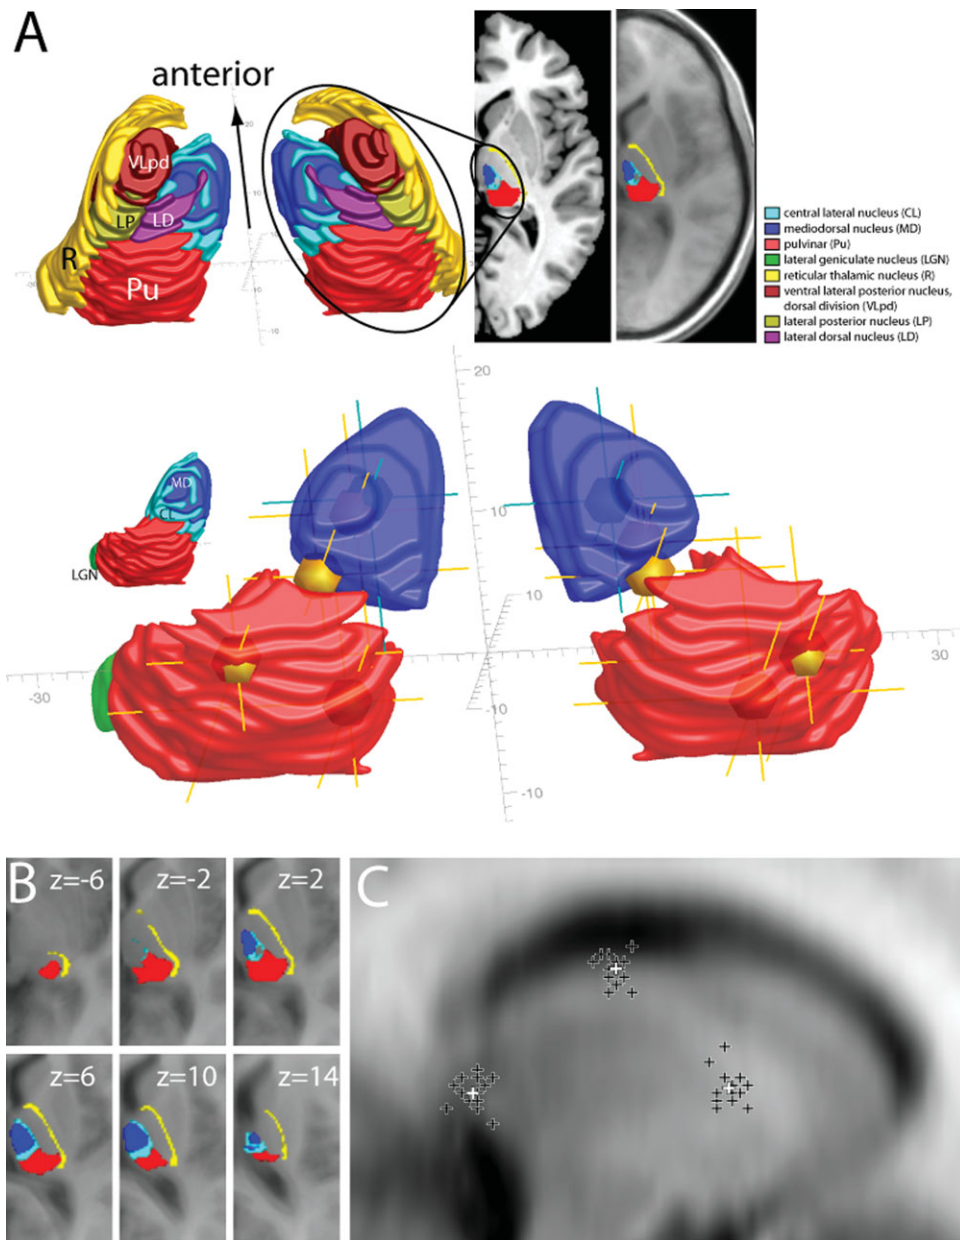 A
anterior
VLpd
LP
LD
R
Pu
central lateral nucleus (CL)
mediodorsal nucleus (MD)
pulvinar (Pu)
lateral geniculate nucleus (LGN)
reticular thalamic nucleus (R)
ventral lateral posterior nucleus,
dorsal division (VLpd)
lateral posterior nucleus (LP)
lateral dorsal nucleus (LD)
20
10
MD
CL
LGN
10
-30
30
-10
-10
B
z=-6
z=-2
z=2
z=6
z=10
z=14
C